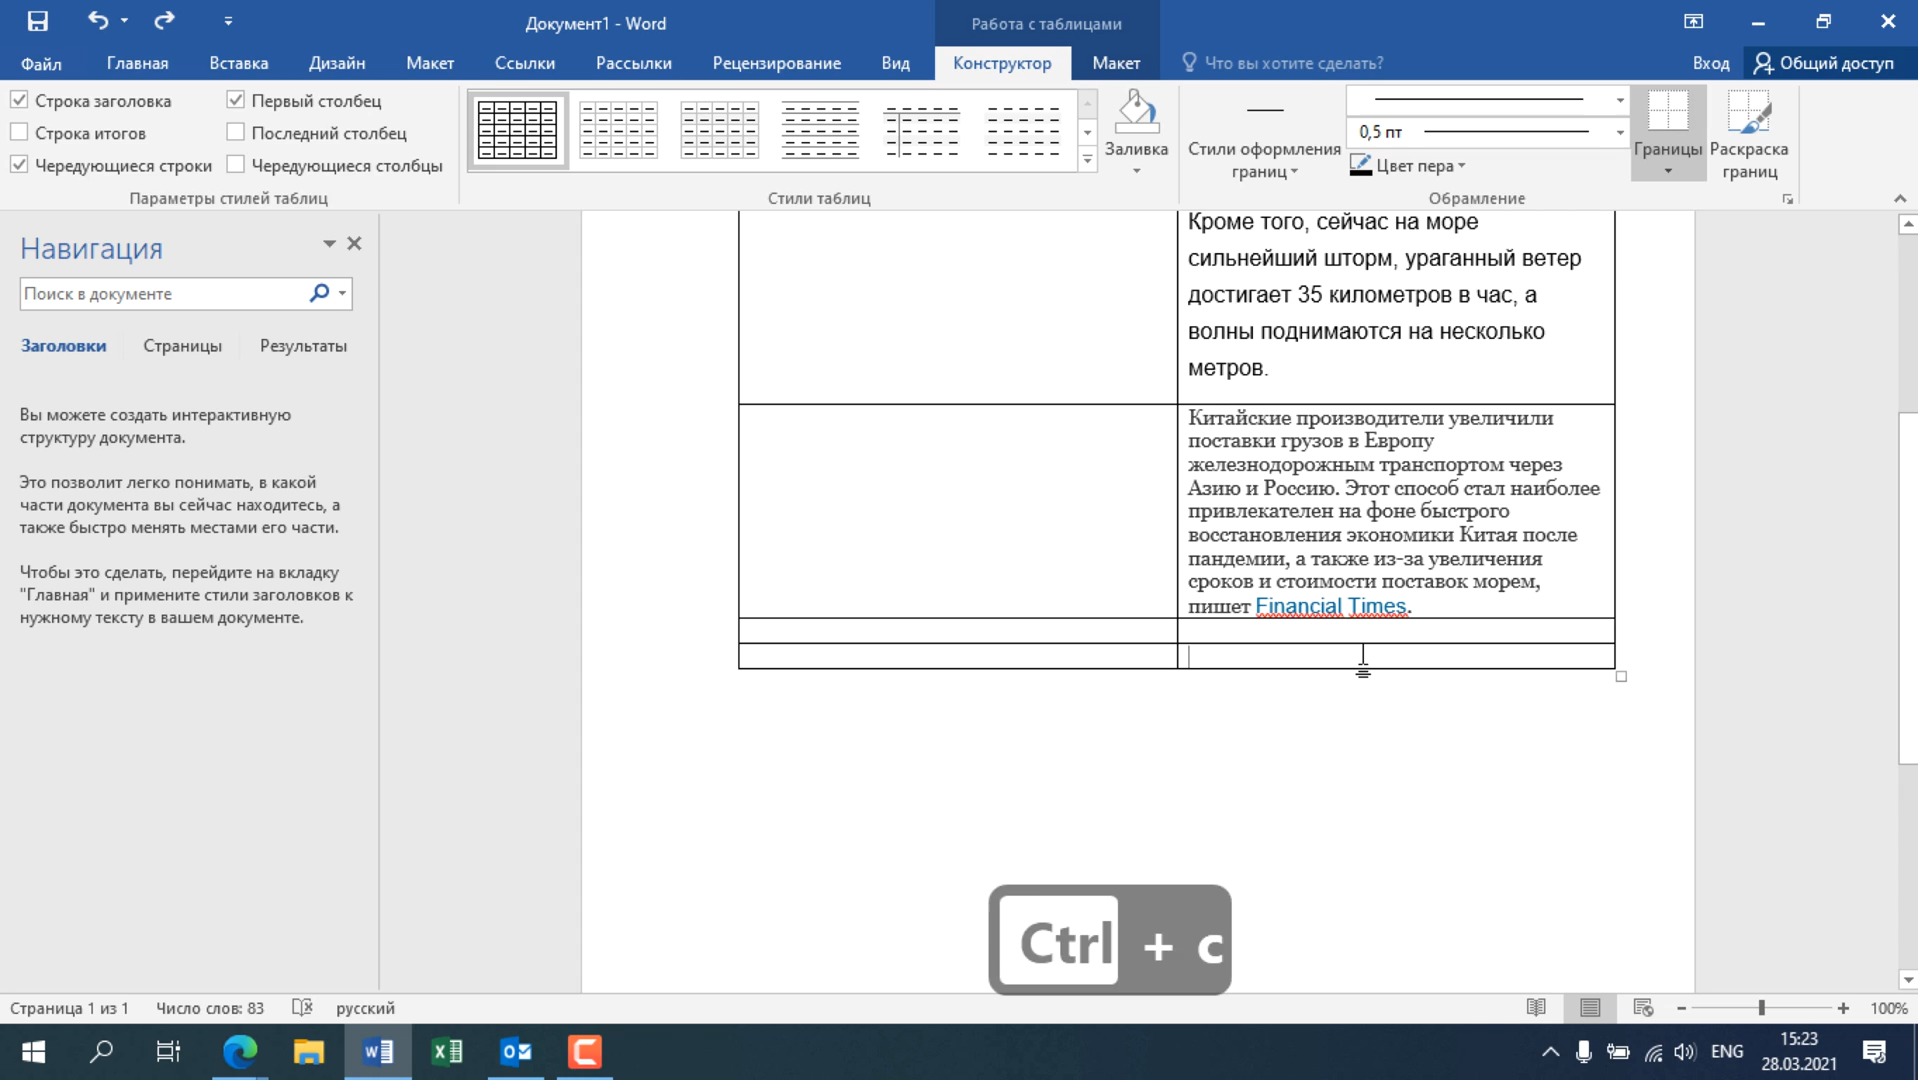 Документ1 - Word
Работа с таблицами
Файл
Главная
Вставка
Дизайн
Макет
Ссылки
Рассылки
Рецензирование
Вид
Конструктор
Макет
Что вы хотите сделать?
Вход
Общий доступ
Строка заголовка
Первый столбец
Строка итогов
Последний столбец
Чередующиеся строки
Чередующиеся столбцы
Параметры стилей таблиц
Стили таблиц
Заливка
Стили оформления
границ
0,5 пт
Цвет пера
Границы
Раскраска
границ
Обрамление
Навигация
Поиск в документе
Заголовки
Страницы
Результаты
Вы можете создать интерактивную
структуру документа.
Это позволит легко понимать, в какой
части документа вы сейчас находитесь, а
также быстро менять местами его части.
Чтобы это сделать, перейдите на вкладку
"Главная" и примените стили заголовков к
нужному тексту в вашем документе.
Кроме того, сейчас на море
сильнейший шторм, ураганный ветер
достигает 35 километров в час, а
волны поднимаются на несколько
метров.
Китайские производители увеличили
поставки грузов в Европу
железнодорожным транспортом через
Азию и Россию. Этот способ стал наиболее
привлекателен на фоне быстрого
восстановления экономики Китая после
пандемии, а также из-за увеличения
сроков и стоимости поставок морем,
пишет Financial Times.
Ctrl + c
Страница 1 из 1
Число слов: 83
русский
100%
ENG
15:23
28.03.2021